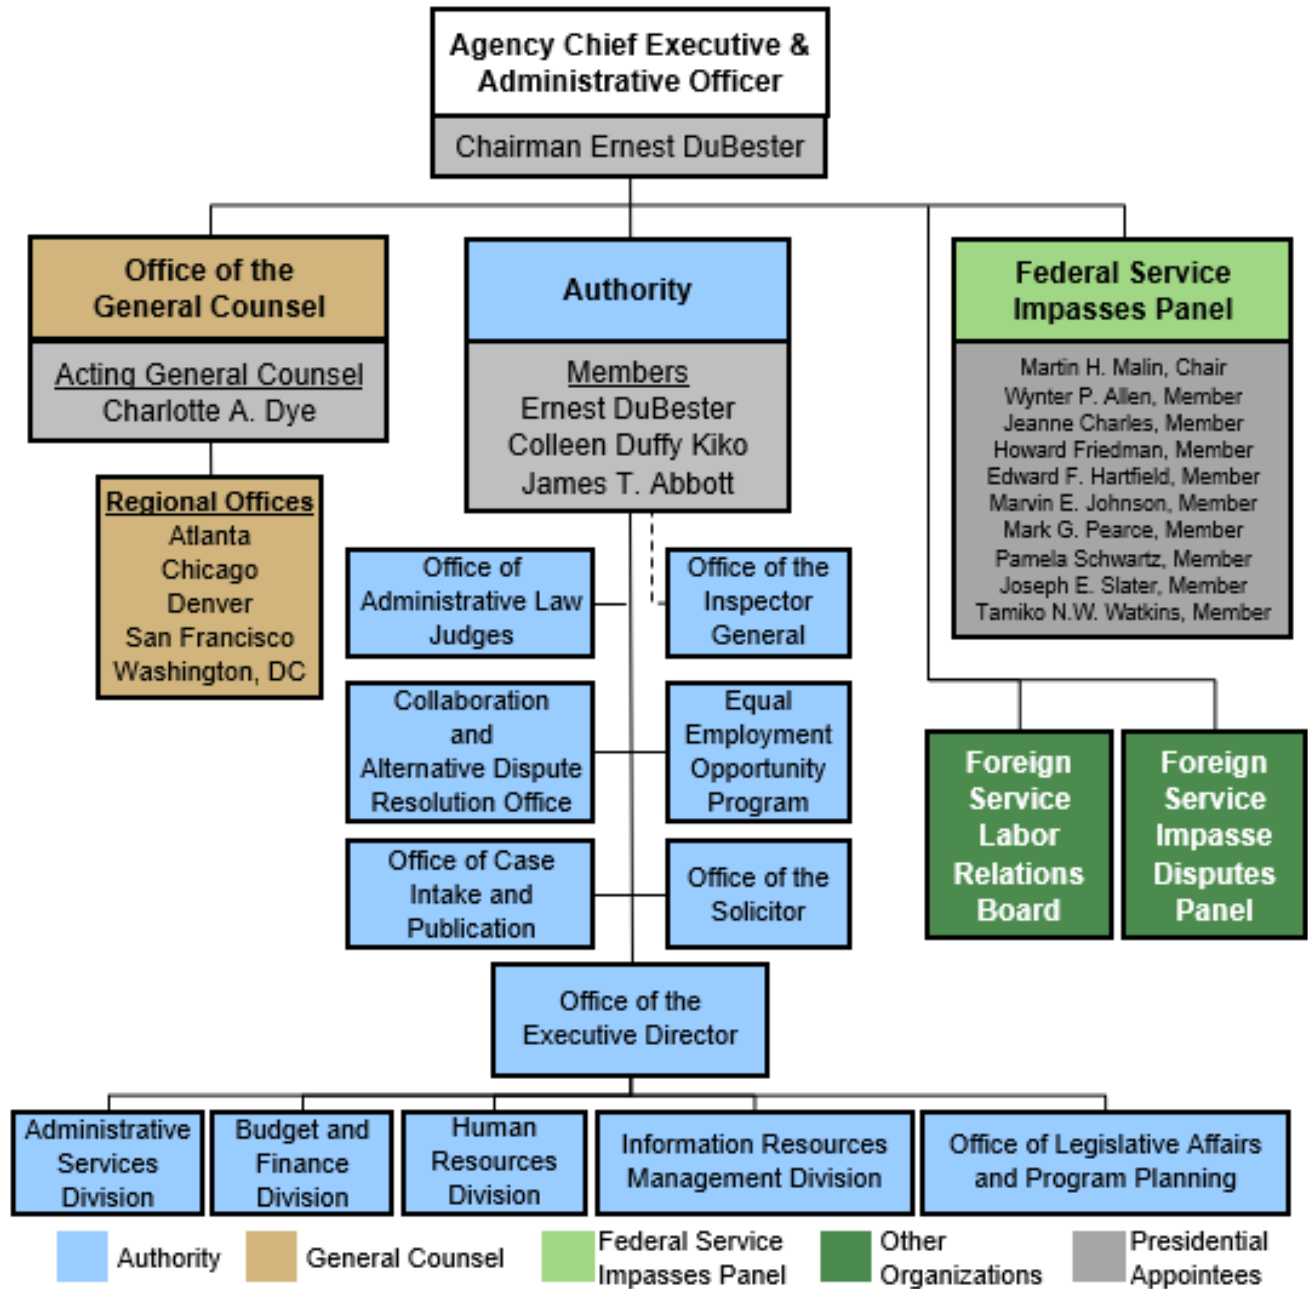 Agency Chief Executive &
Administrative Officer
Chairman Ernest DuBester
Office of the
General Counsel
Acting General Counsel
Charlotte A. Dye
Regional Offices
Atlanta
Chicago
Denver
San Francisco
Washington, DC
Authority
Members
Ernest DuBester
Colleen Duffy Kiko
James T. Abbott
Federal Service
Impasses Panel
Martin H. Malin, Chair
Wynter P. Allen, Member
Jeanne Charles, Member
Howard Friedman, Member
Edward F. Hartfield, Member
Marvin E. Johnson, Member
Mark G. Pearce, Member
Pamela Schwartz, Member
Joseph E. Slater, Member
Tamiko N.W. Watkins, Member
Office of
Administrative Law
Judges
Office of the
Inspector
General
Collaboration
and
Alternative Dispute
Resolution Office
Equal
Employment
Opportunity
Program
Office of Case
Intake and
Publication
Office of the
Solicitor
Foreign
Service
Labor
Relations
Board
Foreign
Service
Impasse
Disputes
Panel
Office of the
Executive Director
Administrative
Services
Division
Budget and
Finance
Division
Human
Resources
Division
Information Resources
Management Division
Office of Legislative Affairs
and Program Planning
Authority
General Counsel
Federal Service
Impasses Panel
Other
Organizations
Presidential
Appointees